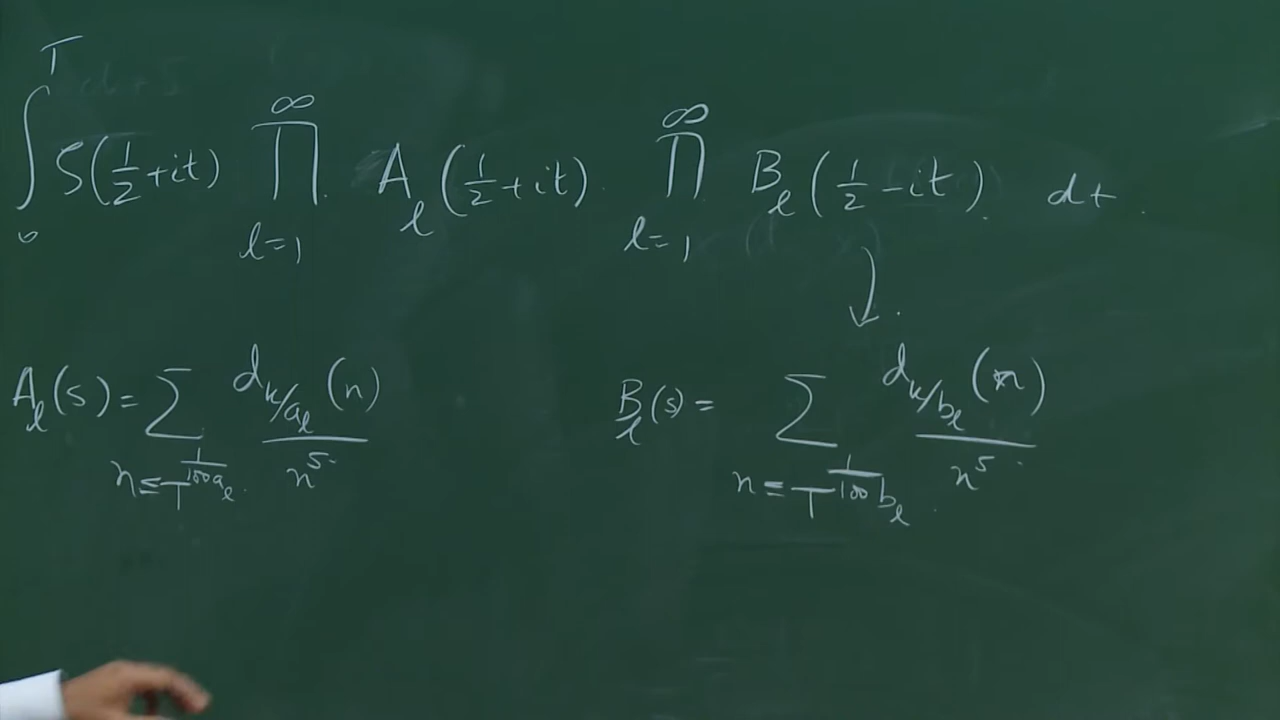 ∫_0^T ζ(1/2+it) ∏_{l=1}^∞ A_l(1/2+it) ∏_{l=1}^∞ B_l(1/2-it) dt
A_l(s) = ∑_{n≤T^{1/100a_l}} d_{k/a_l}(n)/n^s B_l(s) = ∑_{n≤T^{1/100b_l}} d_{k/b_l}(n)/n^s